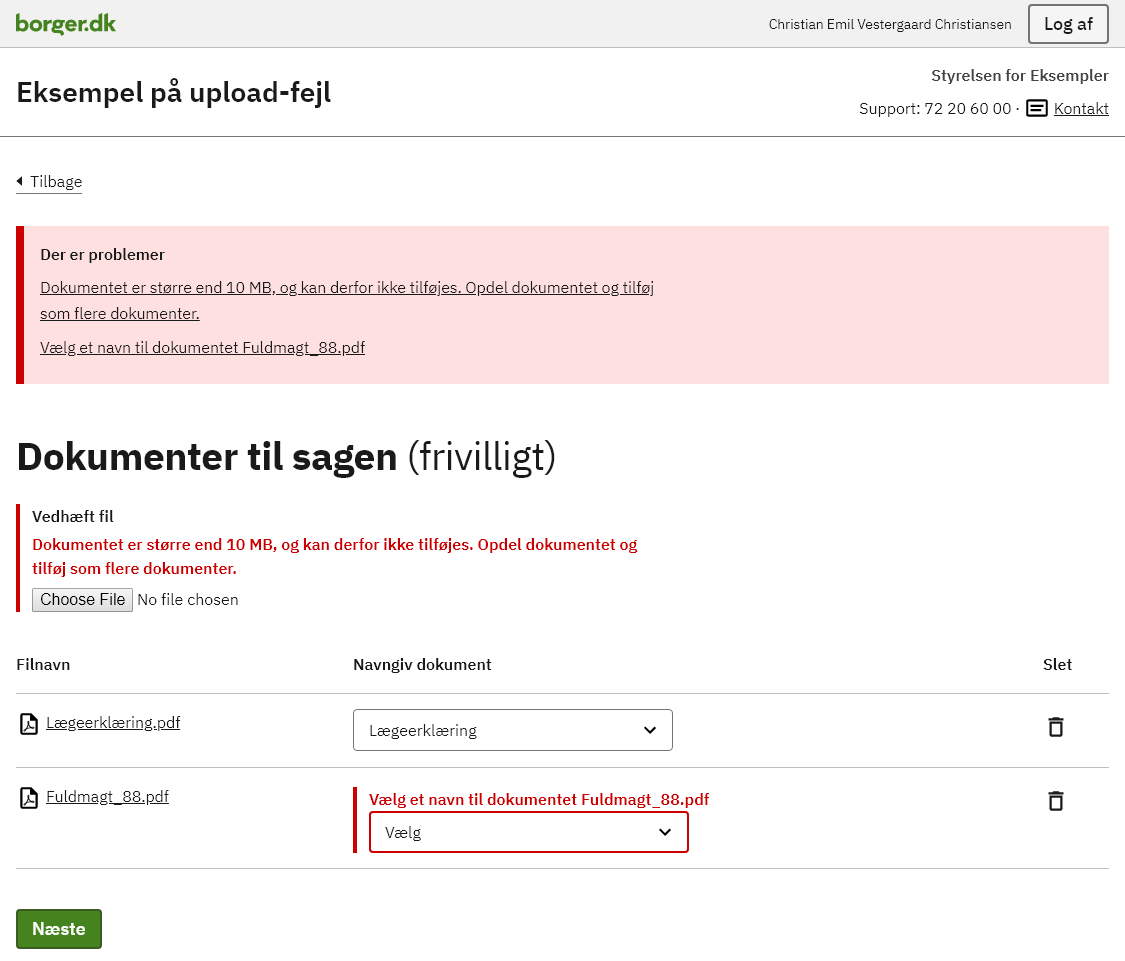 borger.dk
Christian Emil Vestergaard Christiansen
Log af
Eksempel på upload-fejl
Styrelsen for Eksempler
Support: 72 20 60 00 · Kontakt
Tilbage
Der er problemer
Dokumentet er større end 10 MB, og kan derfor ikke tilføjes. Opdel dokumentet og tilføj
som flere dokumenter.
Vælg et navn til dokumentet Fuldmagt_88.pdf
Dokumenter til sagen (frivilligt)
Vedhæft fil
Dokumentet er større end 10 MB, og kan derfor ikke tilføjes. Opdel dokumentet og
tilføj som flere dokumenter.
Choose File No file chosen
Filnavn Navngiv dokument Slet
Lægeerklæring.pdf Lægeerklæring
Fuldmagt_88.pdf Vælg et navn til dokumentet Fuldmagt_88.pdf
Vælg
Næste